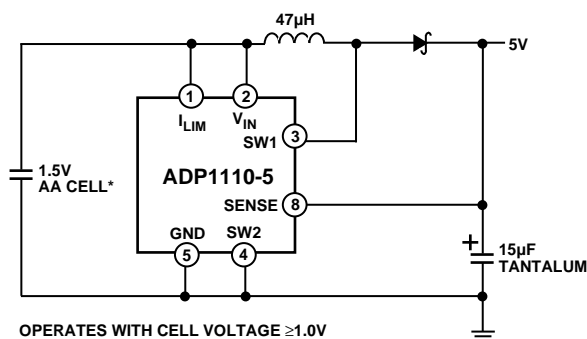 47µH
5V
1
2
I_LIM
V_IN
3
SW1
1.5V
AA CELL*
ADP1110-5
SENSE
8
GND
SW2
5
4
+
15µF
TANTALUM
OPERATES WITH CELL VOLTAGE ≥1.0V